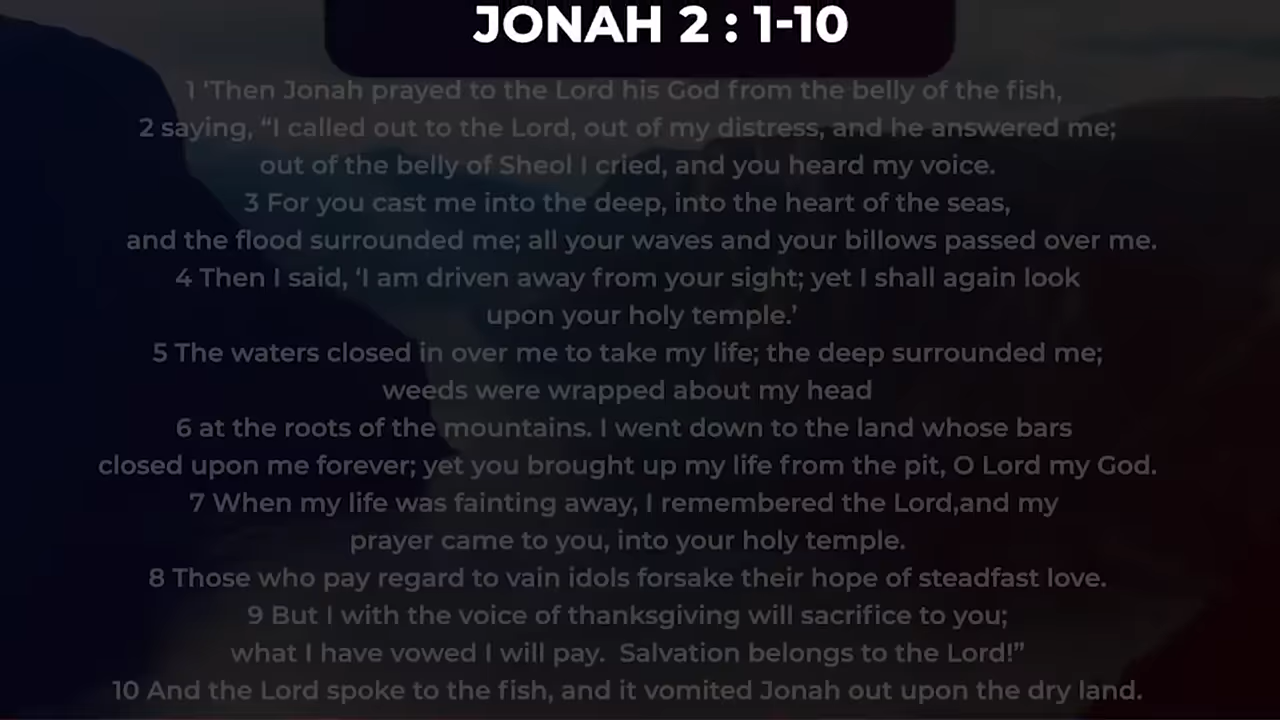 JONAH 2 : 1-10
1 ‘Then Jonah prayed to the Lord his God from the belly of the fish,
2 saying, “I called out to the Lord, out of my distress, and he answered me;
out of the belly of Sheol I cried, and you heard my voice.
3 For you cast me into the deep, into the heart of the seas,
and the flood surrounded me; all your waves and your billows passed over me.
4 Then I said, ‘I am driven away from your sight; yet I shall again look
upon your holy temple.’
5 The waters closed in over me to take my life; the deep surrounded me;
weeds were wrapped about my head
6 at the roots of the mountains. I went down to the land whose bars
closed upon me forever; yet you brought up my life from the pit, O Lord my God.
7 When my life was fainting away, I remembered the Lord,and my
prayer came to you, into your holy temple.
8 Those who pay regard to vain idols forsake their hope of steadfast love.
9 But I with the voice of thanksgiving will sacrifice to you;
what I have vowed I will pay.  Salvation belongs to the Lord!”
10 And the Lord spoke to the fish, and it vomited Jonah out upon the dry land.